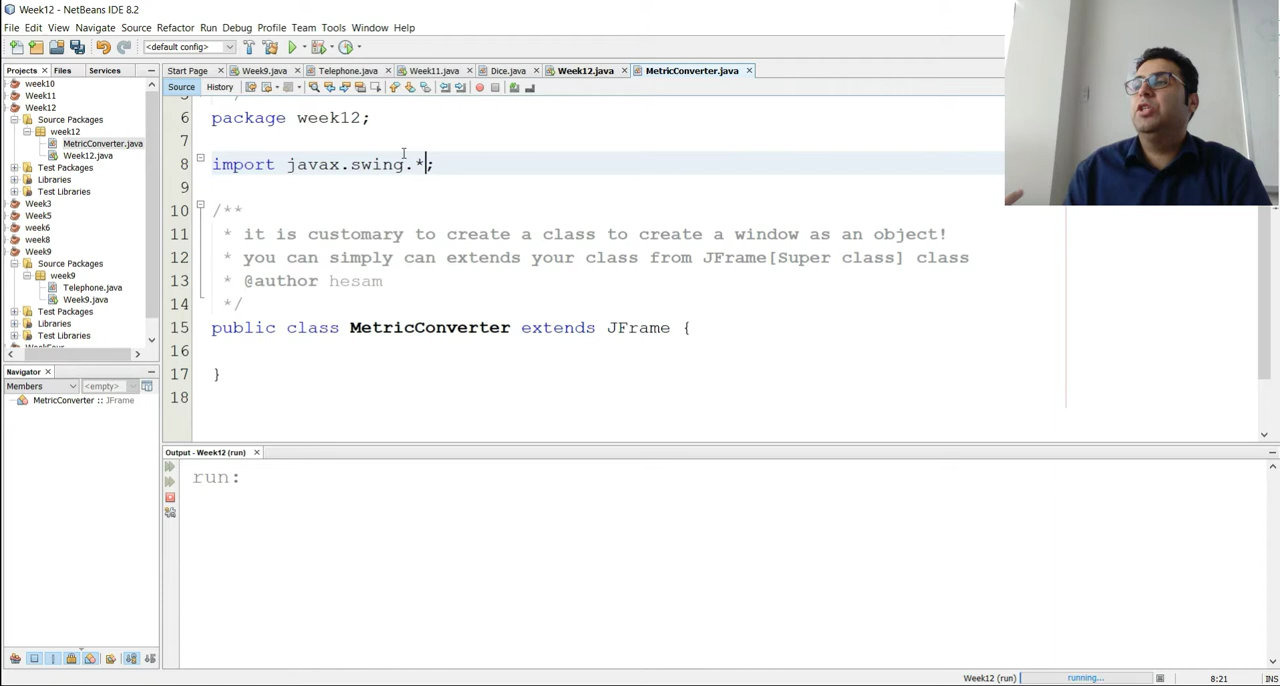 Week12 - NetBeans IDE 8.2
File Edit View Navigate Source Refactor Run Debug Profile Team Tools Window Help
<default config>
Projects Files Services
Start Page Week9.java Telephone.java Week11.java Dice.java Week12.java MetricConverter.java
Source History
week10
Week11
Week12
Source Packages
week12
MetricConverter.java
Week12.java
Test Packages
Libraries
Test Libraries
Week3
Week5
week6
week8
Week9
Source Packages
week9
Telephone.java
Week9.java
Test Packages
Libraries
Test Libraries
Navigator
Members <empty>
MetricConverter :: JFrame
6 package week12;
7
8 import javax.swing.*;
9
10 /**
11 * it is customary to create a class to create a window as an object!
12 * you can simply can extends your class from JFrame[Super class] class
13 * @author hesam
14 */
15 public class MetricConverter extends JFrame {
16
17 }
18
Output - Week12 (run)
run:
Week12 (run) running... 8:21 INS